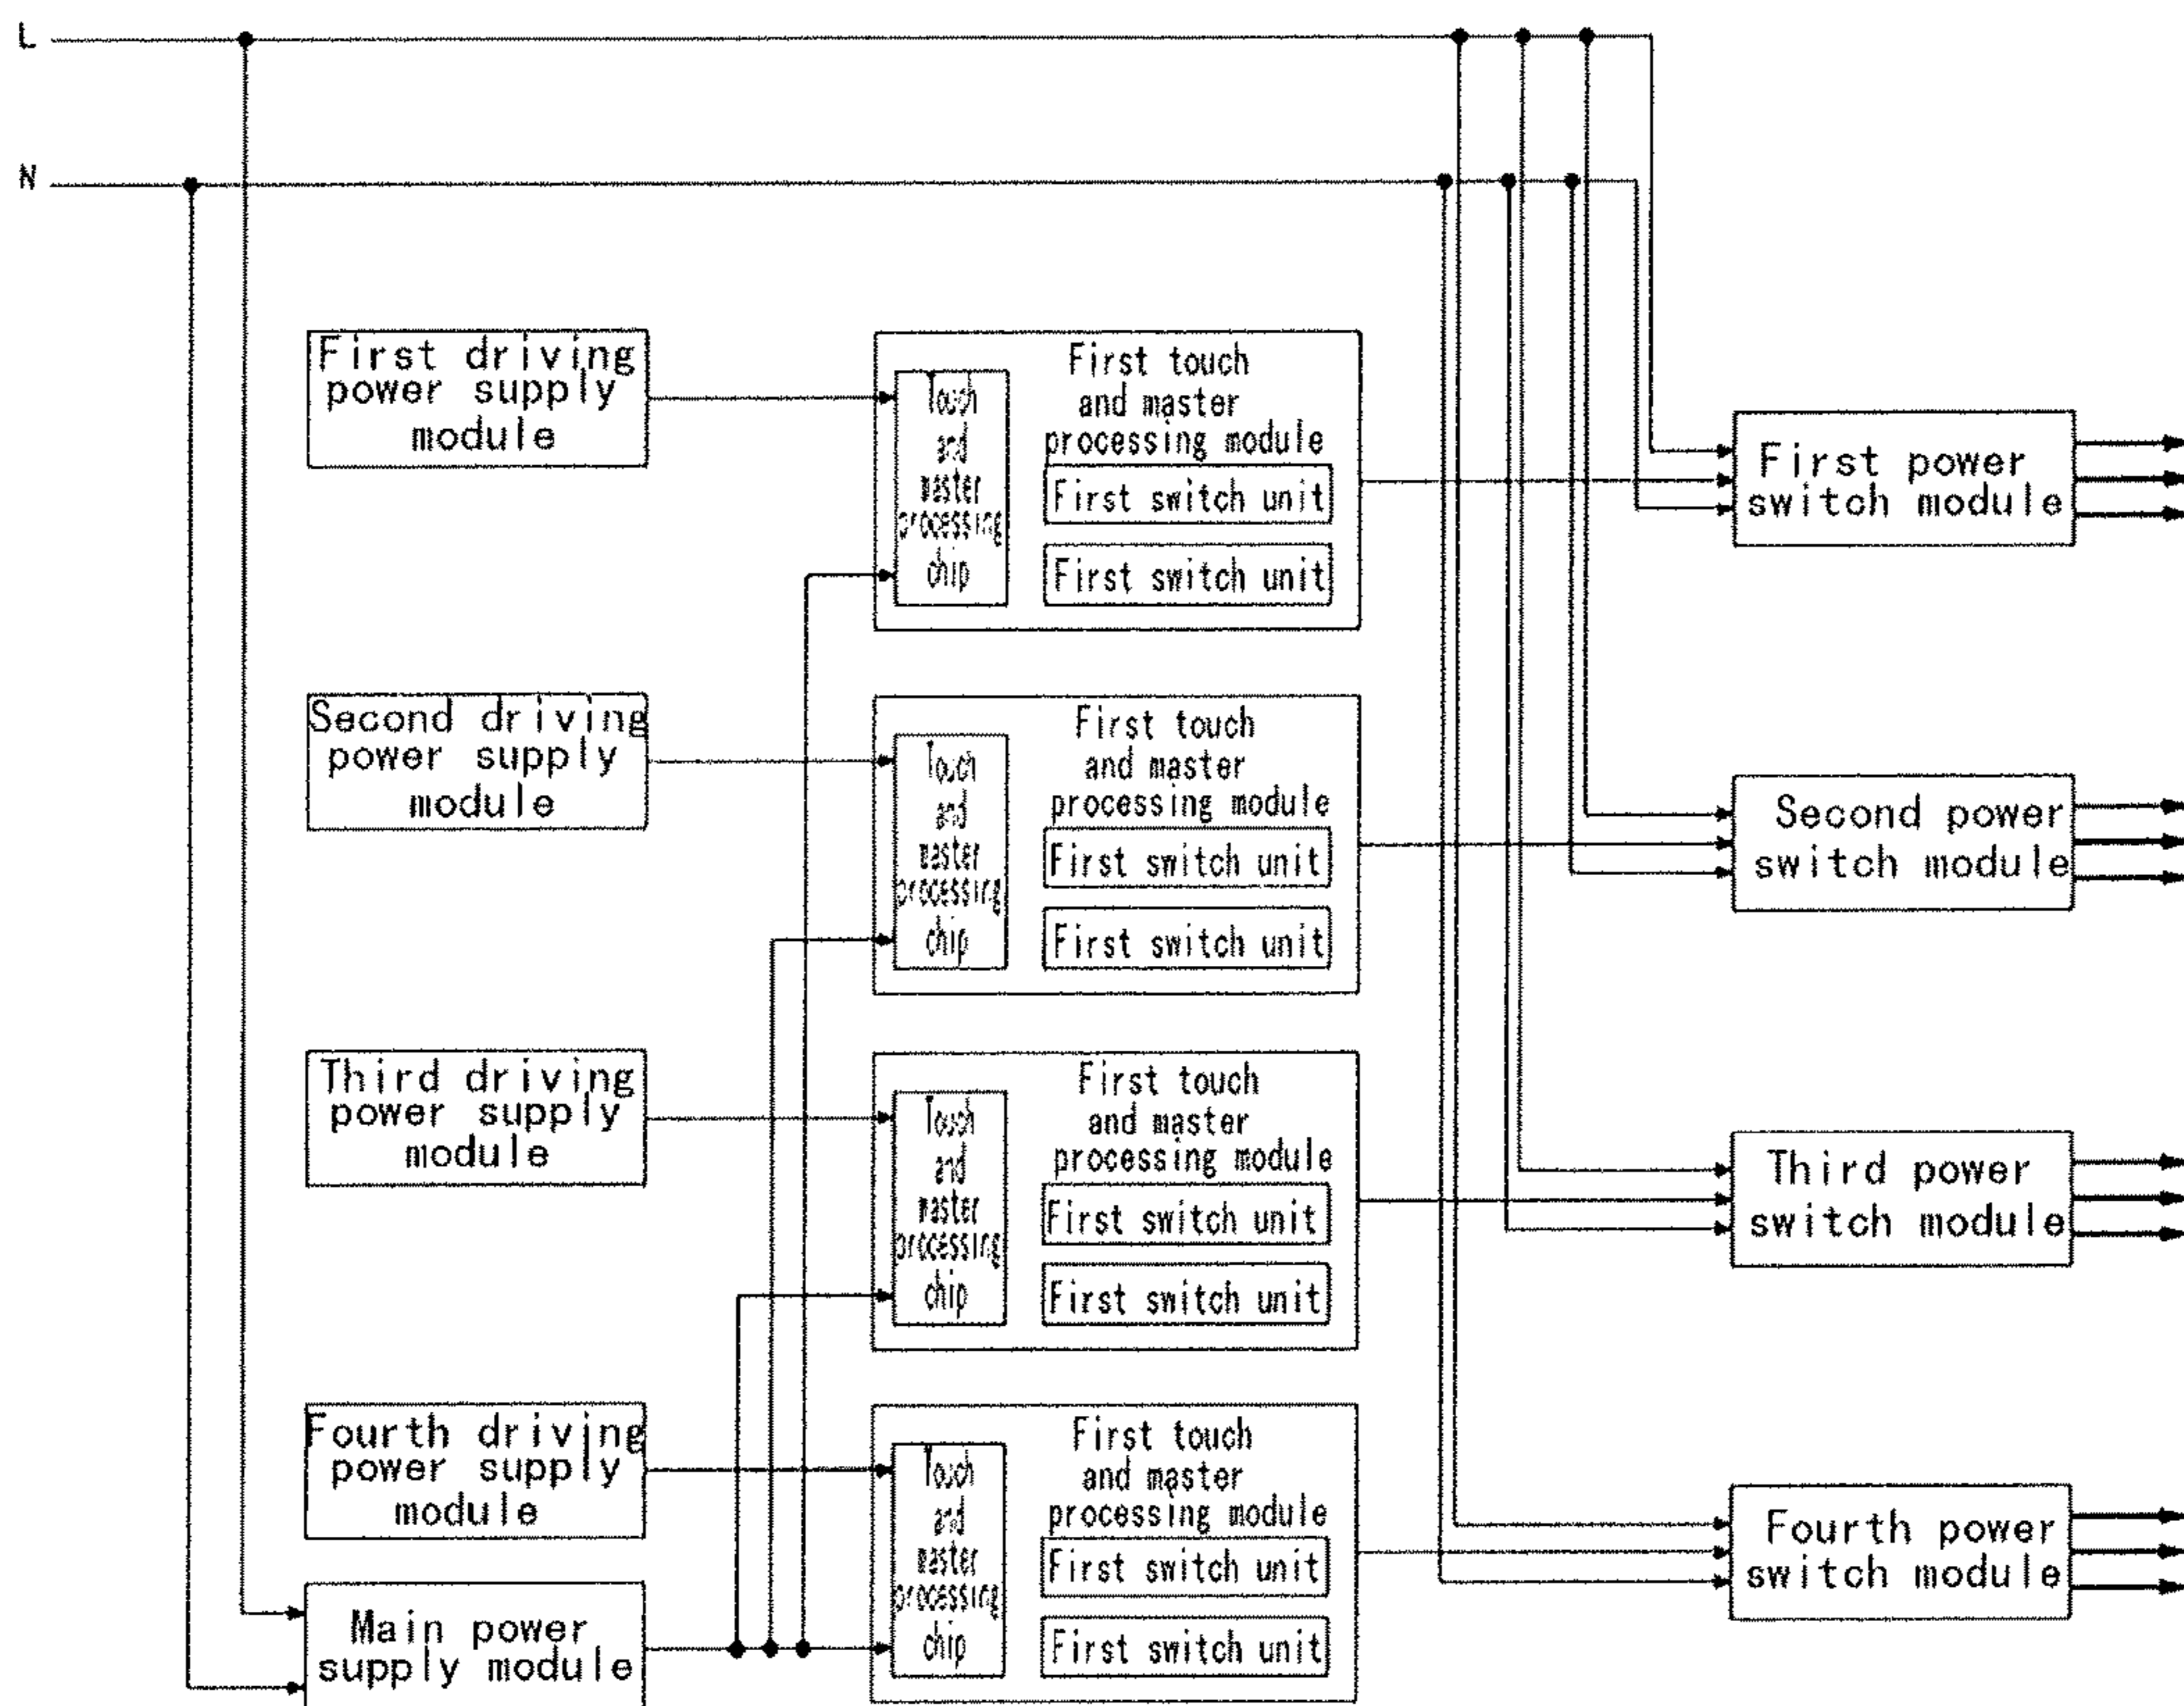 L
N
First driving
power supply
module
Touch
and
master
processing
chip
First touch
and master
processing module
First switch unit
First switch unit
First power
switch module
Second driving
power supply
module
Touch
and
master
processing
chip
First touch
and master
processing module
First switch unit
First switch unit
Second power
switch module
Third driving
power supply
module
Touch
and
master
processing
chip
First touch
and master
processing module
First switch unit
First switch unit
Third power
switch module
Fourth driving
power supply
module
Touch
and
master
processing
chip
First touch
and master
processing module
First switch unit
First switch unit
Fourth power
switch module
Main power
supply module